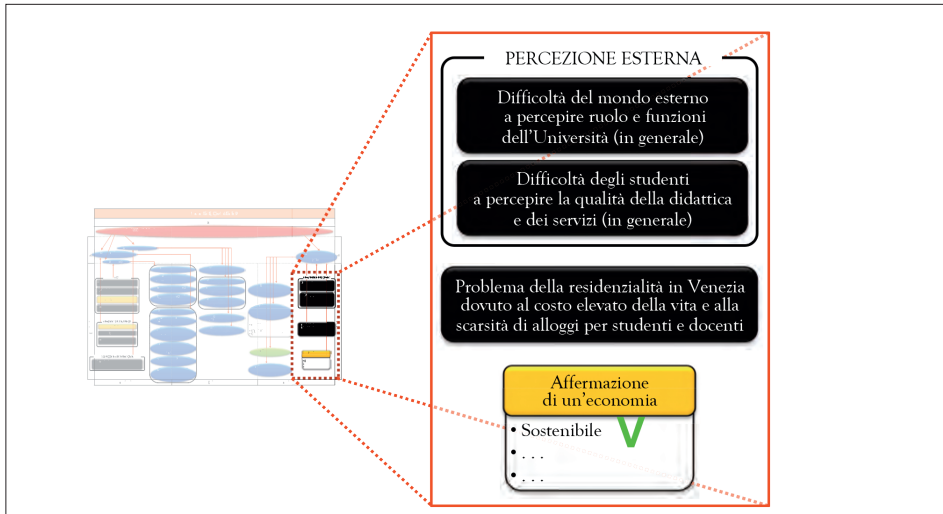 PERCEZIONE ESTERNA
Difficoltà del mondo esterno
a percepire ruolo e funzioni
dell'Università (in generale)
Difficoltà degli studenti
a percepire la qualità della didattica
e dei servizi (in generale)
Problema della residenzialità in Venezia
dovuto al costo elevato della vita e alla
scarsità di alloggi per studenti e docenti
Affermazione
di un'economia
• Sostenibile V
• . . .
• . . .